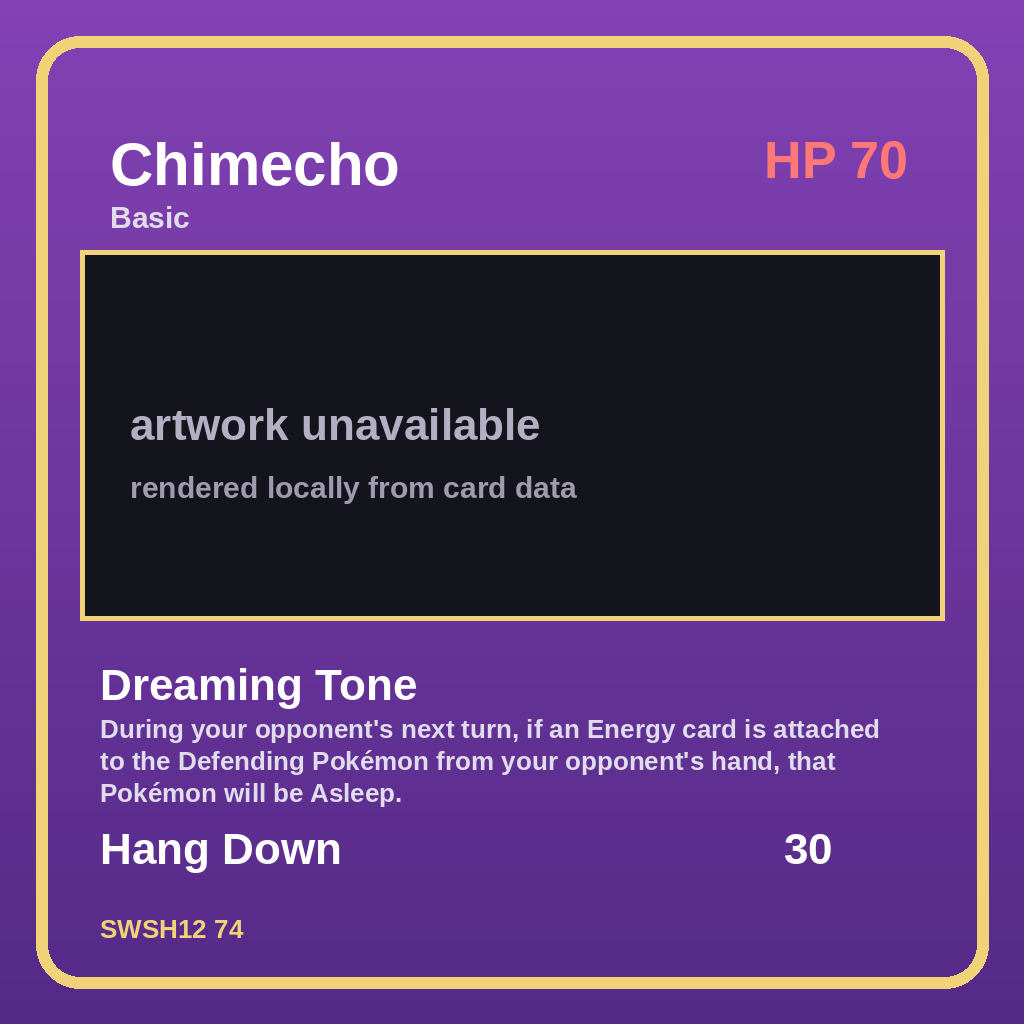 Chimecho
HP 70
Basic
artwork unavailable
rendered locally from card data
Dreaming Tone
During your opponent's next turn, if an Energy card is attached
to the Defending Pokémon from your opponent's hand, that
Pokémon will be Asleep.
Hang Down
30
SWSH12 74